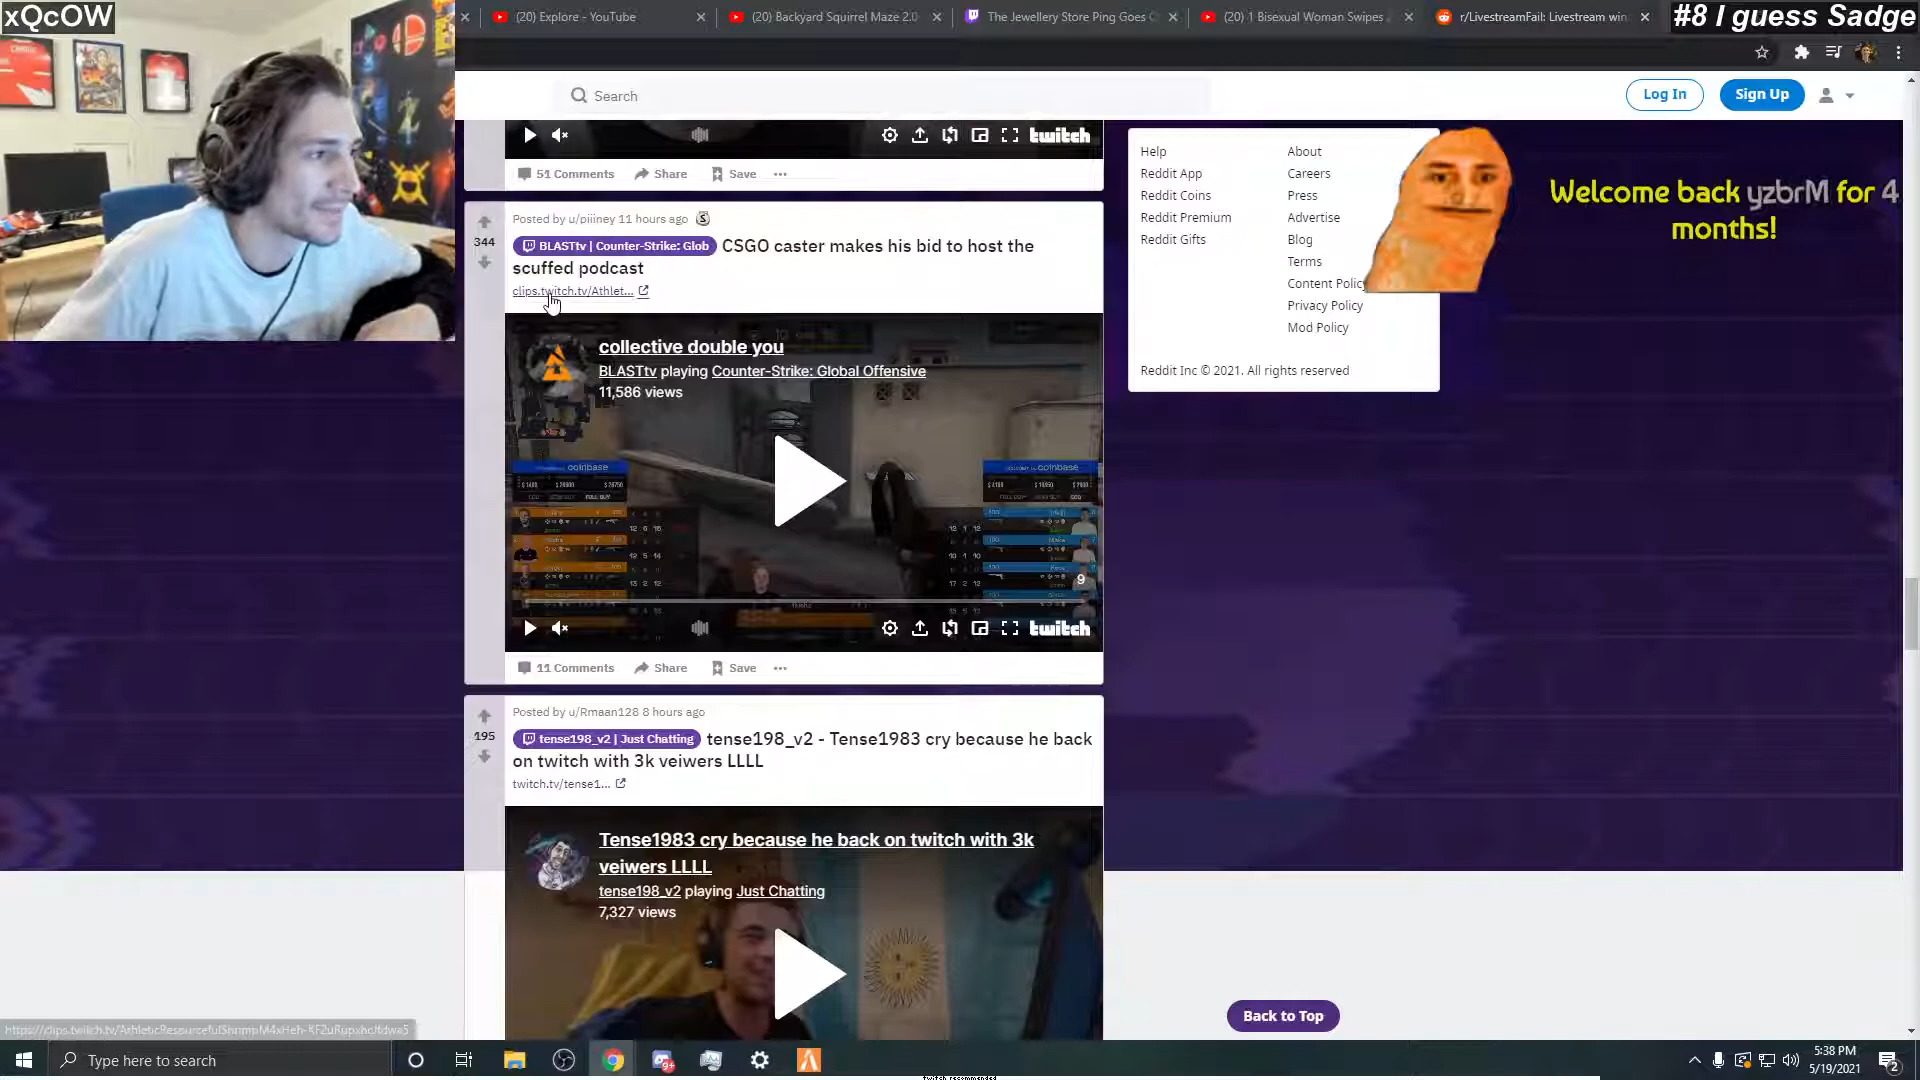 xQcOW
(20) Explore - YouTube
(20) Backyard Squirrel Maze 2.0
The Jewellery Store Ping Goes
(20) 1 Bisexual Woman Swipes
r/LivestreamFail: Livestream win
#8 I guess Sadge
Search
Log In
Sign Up
twitch
51 Comments
Share
Save
Help
About
Reddit App
Careers
Reddit Coins
Press
Reddit Premium
Advertise
Reddit Gifts
Blog
Terms
Content Policy
Privacy Policy
Mod Policy
Reddit Inc © 2021. All rights reserved
Welcome back yzbrM for 4
months!
Posted by u/piiiney 11 hours ago
344
BLASTtv | Counter-Strike: Glob
CSGO caster makes his bid to host the
scuffed podcast
clips.twitch.tv/Athlet...
collective double you
BLASTtv playing Counter-Strike: Global Offensive
11,586 views
coinbase
coinbase
9
twitch
11 Comments
Share
Save
Posted by u/Rmaan128 8 hours ago
195
tense198_v2 | Just Chatting
tense198_v2 - Tense1983 cry because he back
on twitch with 3k veiwers LLLL
twitch.tv/tense1...
Tense1983 cry because he back on twitch with 3k
veiwers LLLL
tense198_v2 playing Just Chatting
7,327 views
Back to Top
Type here to search
9+
5:38 PM
5/19/2021
2